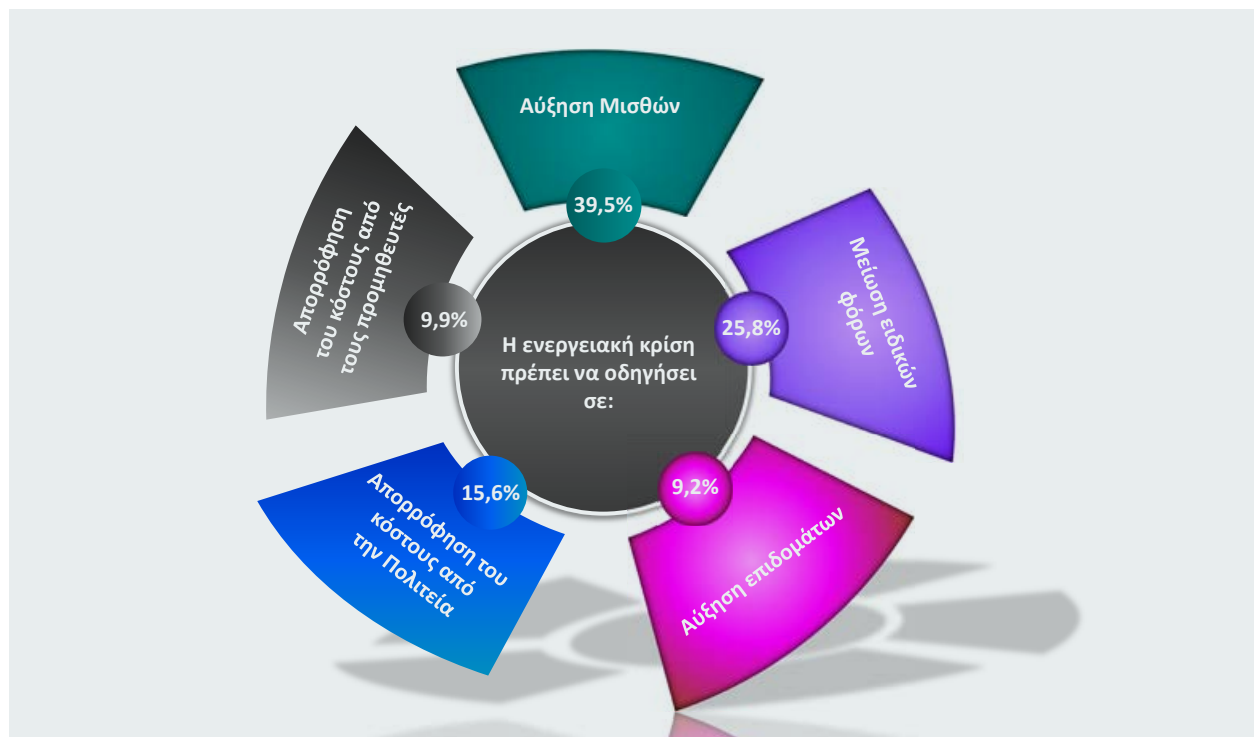 Αύξηση Μισθών
39,5%
Μείωση ειδικών
φόρων
25,8%
Αύξηση επιδομάτων
9,2%
Απορρόφηση του
κόστους από
την Πολιτεία
15,6%
Απορρόφηση
του κόστους από
τους προμηθευτές
9,9%
Η ενεργειακή κρίση
πρέπει να οδηγήσει
σε: